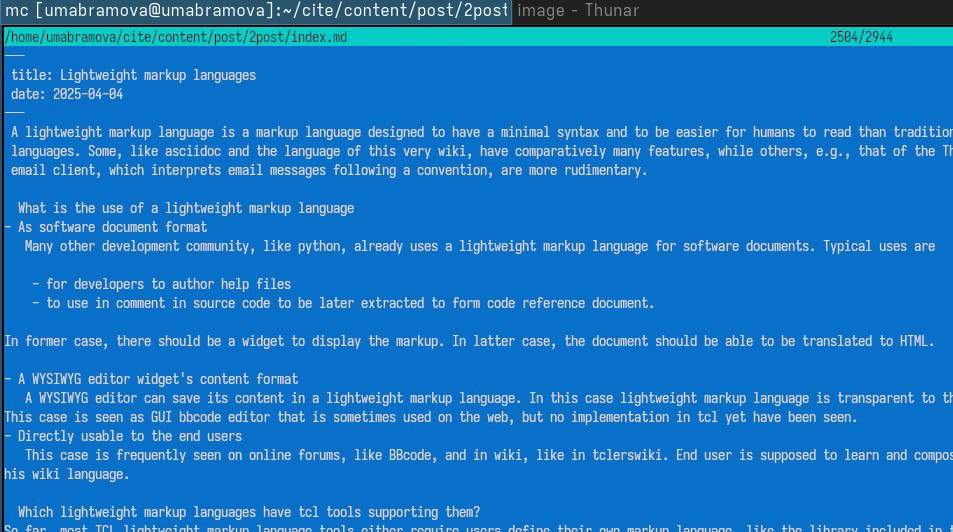 mc [umabramova@umabramova]:~/cite/content/post/2post image - Thunar
/home/umabramova/cite/content/post/2post/index.md 2504/2944
---
title: Lightweight markup languages
date: 2025-04-04
---
A lightweight markup language is a markup language designed to have a minimal syntax and to be easier for humans to read than
languages. Some, like asciidoc and the language of this very wiki, have comparatively many features, while others, e.g., that of the
email client, which interprets email messages following a convention, are more rudimentary.
What is the use of a lightweight markup language
- As software document format
Many other development community, like python, already uses a lightweight markup language for software documents. Typical uses are
- for developers to author help files
- to use in comment in source code to be later extracted to form code reference document.
In former case, there should be a widget to display the markup. In latter case, the document should be able to be translated to HTML.
- A WYSIWYG editor widget's content format
A WYSIWYG editor can save its content in a lightweight markup language. In this case lightweight markup language is transparent to
This case is seen as GUI bbcode editor that is sometimes used on the web, but no implementation in tcl yet have been seen.
- Directly usable to the end users
This case is frequently seen on online forums, like BBcode, and in wiki, like in tclerswiki. End user is supposed to learn and
his wiki language.
Which lightweight markup languages have tcl tools supporting them?
So far, most TCL lightweight markup language tools either require users define their own markup language, like the library included in